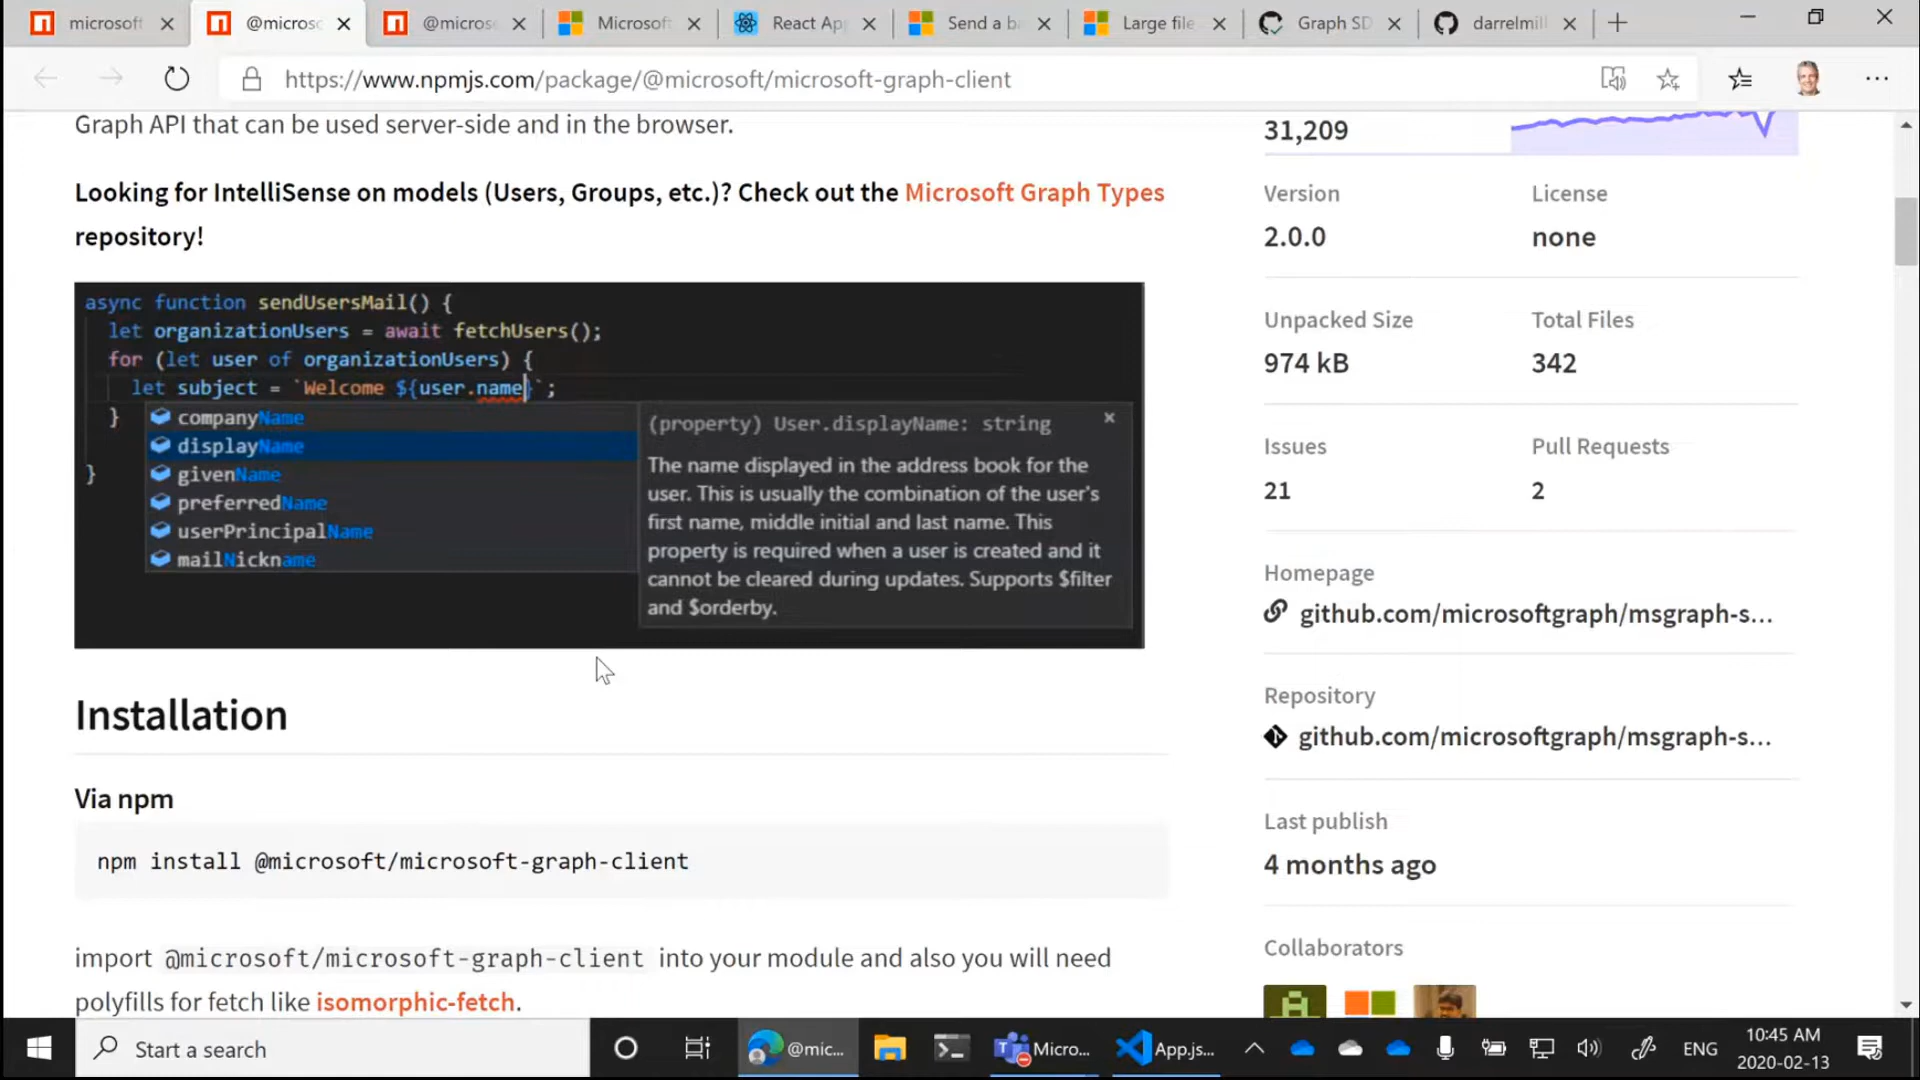 microsoft
@microsc
@microsc
Microsoft
React App
Send a ba
Large file
Graph SD
darrelmill
https://www.npmjs.com/package/@microsoft/microsoft-graph-client
Graph API that can be used server-side and in the browser.
Looking for IntelliSense on models (Users, Groups, etc.)? Check out the Microsoft Graph Types
repository!
async function sendUsersMail() {
let organizationUsers = await fetchUsers();
for (let user of organizationUsers) {
let subject = `Welcome ${user.name}`;
}
}
companyName
displayName
givenName
preferredName
userPrincipalName
mailNickname
(property) User.displayName: string
The name displayed in the address book for the
user. This is usually the combination of the user's
first name, middle initial and last name. This
property is required when a user is created and it
cannot be cleared during updates. Supports $filter
and $orderby.
Installation
Via npm
npm install @microsoft/microsoft-graph-client
import @microsoft/microsoft-graph-client into your module and also you will need
polyfills for fetch like isomorphic-fetch.
31,209
Version
License
2.0.0
none
Unpacked Size
Total Files
974 kB
342
Issues
Pull Requests
21
2
Homepage
github.com/microsoftgraph/msgraph-s...
Repository
github.com/microsoftgraph/msgraph-s...
Last publish
4 months ago
Collaborators
Start a search
@mic...
Micro...
App.js...
ENG
10:45 AM
2020-02-13